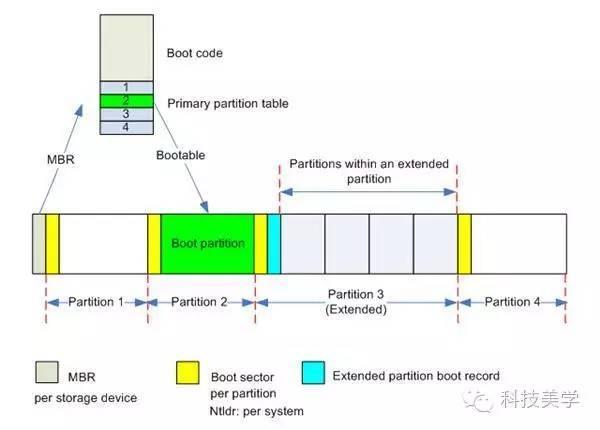 Boot code
1
2
3
4
Primary partition table
MBR
Bootable
Partitions within an extended
partition
Boot partition
Partition 1
Partition 2
Partition 3
(Extended)
Partition 4
MBR
per storage device
Boot sector
per partition
Ntldr: per system
Extended partition boot record
科技美学